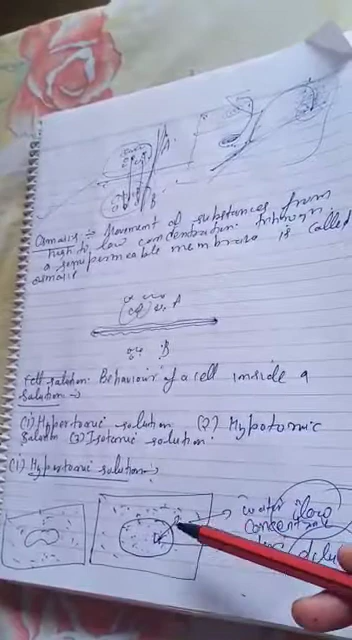 A
B
Osmosis :- Movement of substances from
high to low concentration through
a semipermeable membrane is called
osmosis
A
B
Cell solution: Behaviour of a cell inside a
solution :→
(1) Hypertonic solution (2) Hypotonic
solution (3) Isotonic solution.
(1) Hypertonic solution →
water flow